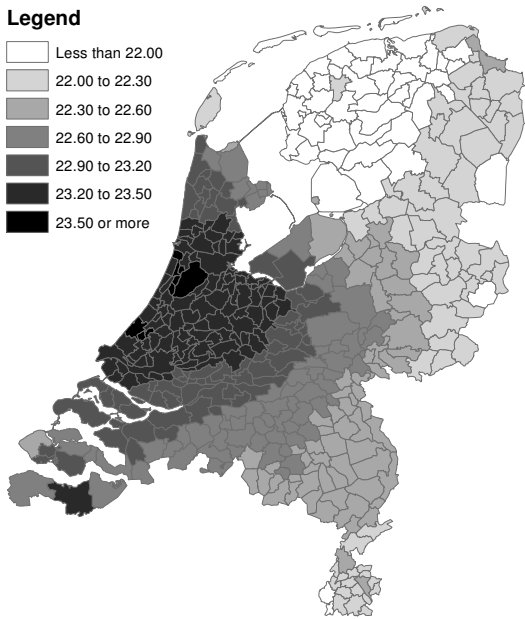 Legend
Less than 22.00
22.00 to 22.30
22.30 to 22.60
22.60 to 22.90
22.90 to 23.20
23.20 to 23.50
23.50 or more